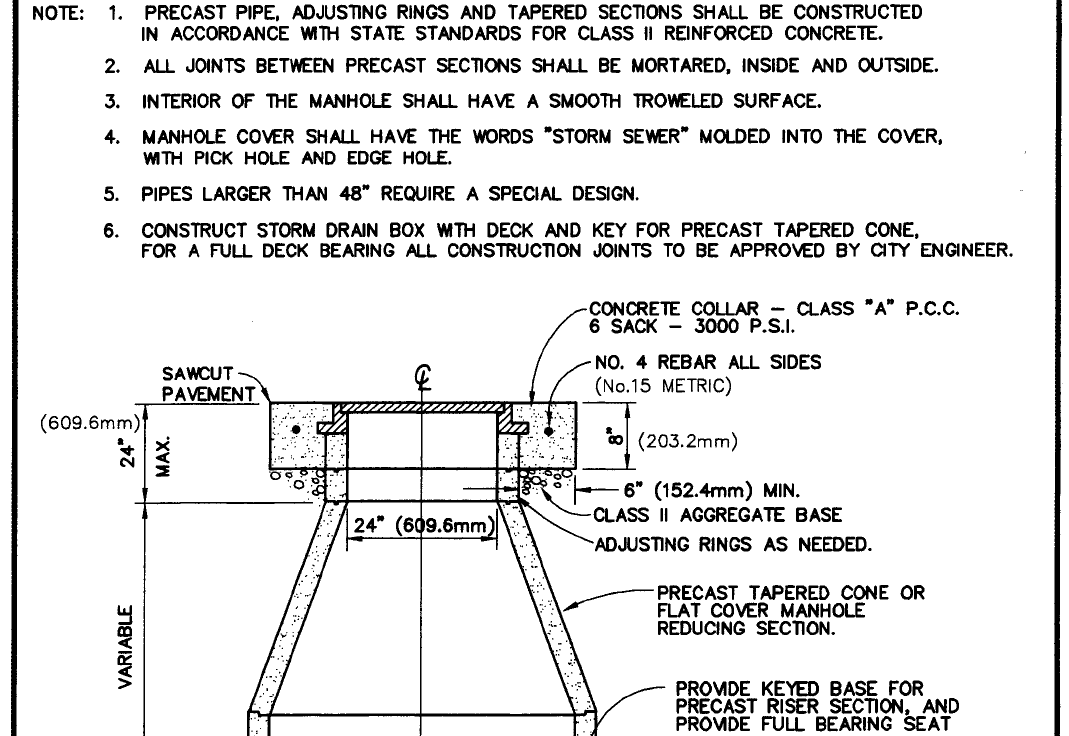 NOTE: 1. PRECAST PIPE, ADJUSTING RINGS AND TAPERED SECTIONS SHALL BE CONSTRUCTED
IN ACCORDANCE WITH STATE STANDARDS FOR CLASS II REINFORCED CONCRETE.
2. ALL JOINTS BETWEEN PRECAST SECTIONS SHALL BE MORTARED, INSIDE AND OUTSIDE.
3. INTERIOR OF THE MANHOLE SHALL HAVE A SMOOTH TROWELED SURFACE.
4. MANHOLE COVER SHALL HAVE THE WORDS "STORM SEWER" MOLDED INTO THE COVER,
WITH PICK HOLE AND EDGE HOLE.
5. PIPES LARGER THAN 48" REQUIRE A SPECIAL DESIGN.
6. CONSTRUCT STORM DRAIN BOX WITH DECK AND KEY FOR PRECAST TAPERED CONE,
FOR A FULL DECK BEARING ALL CONSTRUCTION JOINTS TO BE APPROVED BY CITY ENGINEER.
CONCRETE COLLAR – CLASS "A" P.C.C.
6 SACK – 3000 P.S.I.
NO. 4 REBAR ALL SIDES
(No.15 METRIC)
SAWCUT
PAVEMENT
℄
(609.6mm)
24"
MAX.
8"
(203.2mm)
6" (152.4mm) MIN.
CLASS II AGGREGATE BASE
24" (609.6mm)
ADJUSTING RINGS AS NEEDED.
PRECAST TAPERED CONE OR
FLAT COVER MANHOLE
REDUCING SECTION.
VARIABLE
PROVIDE KEYED BASE FOR
PRECAST RISER SECTION, AND
PROVIDE FULL BEARING SEAT